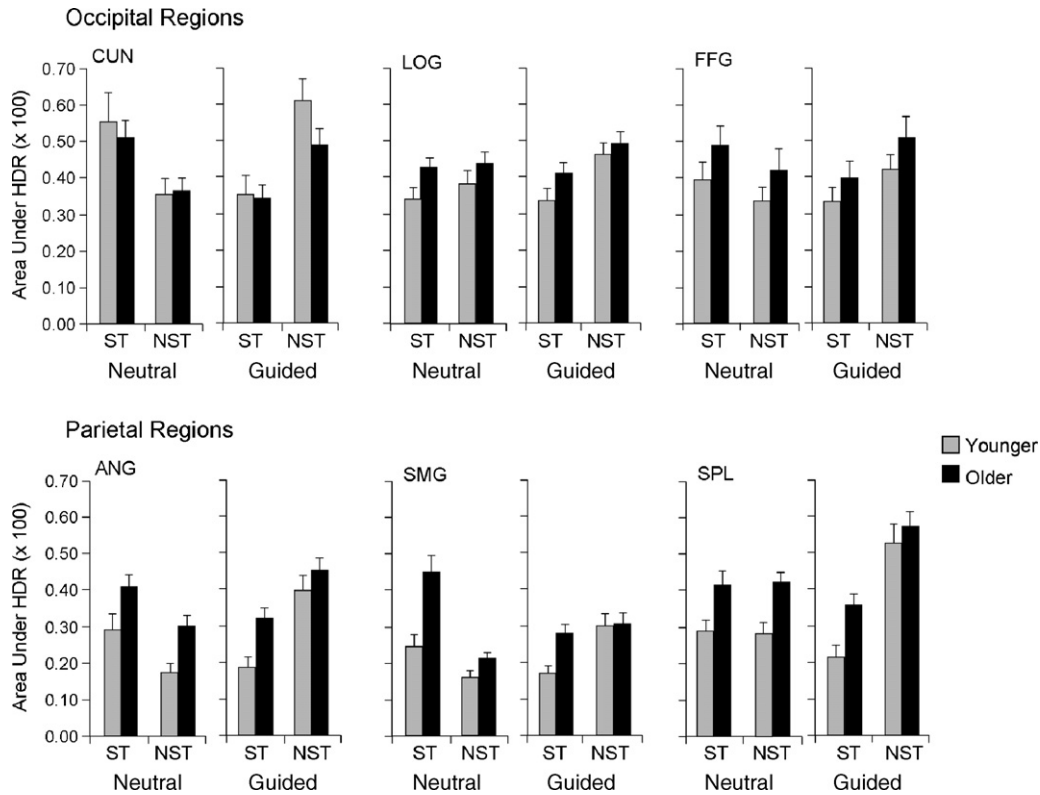 Occipital Regions
CUN
LOG
FFG
Area Under HDR (x 100)
0.70
0.60
0.50
0.40
0.30
0.20
0.10
0.00
ST NST ST NST ST NST ST NST ST NST ST NST
Neutral Guided Neutral Guided Neutral Guided
Parietal Regions
Younger
Older
ANG
SMG
SPL
Area Under HDR (x 100)
0.70
0.60
0.50
0.40
0.30
0.20
0.10
0.00
ST NST ST NST ST NST ST NST ST NST ST NST
Neutral Guided Neutral Guided Neutral Guided